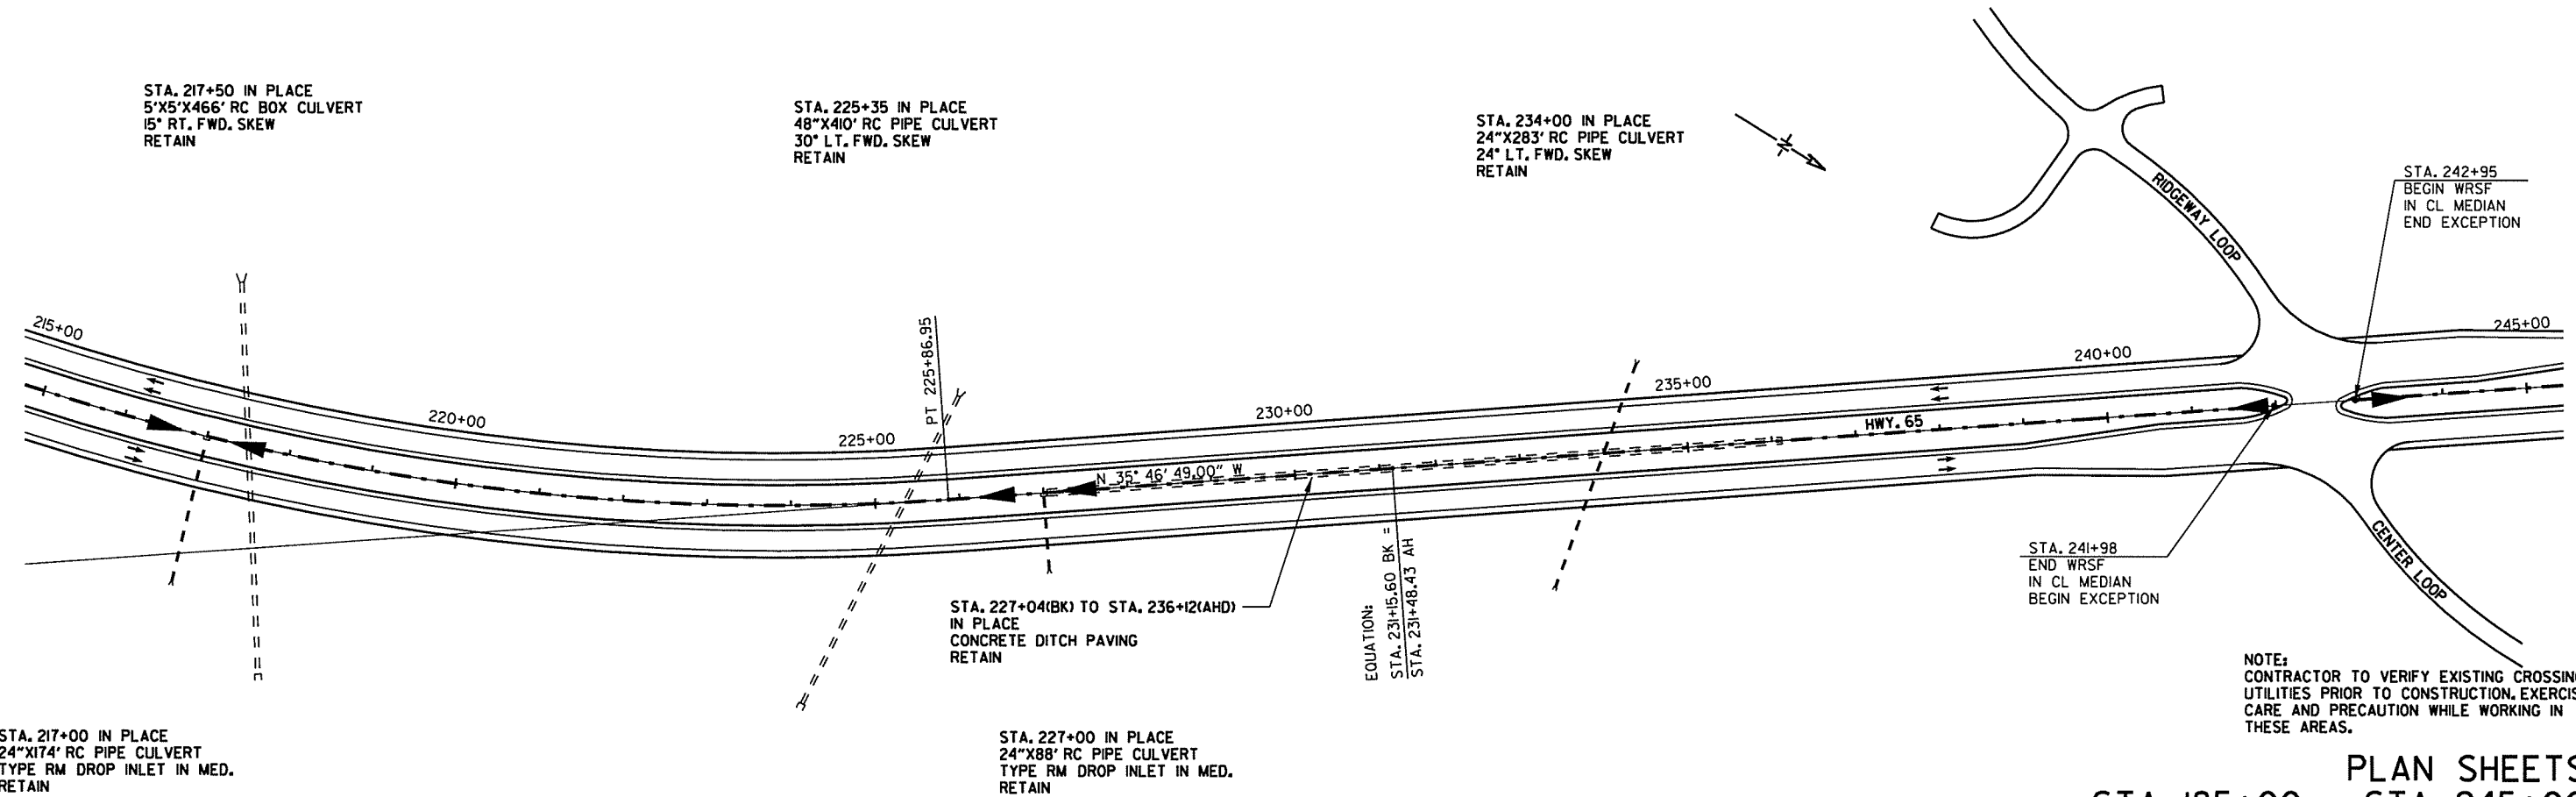 STA. 217+50 IN PLACE
5'X5'X466' RC BOX CULVERT
15° RT. FWD. SKEW
RETAIN
STA. 225+35 IN PLACE
48"X410' RC PIPE CULVERT
30° LT. FWD. SKEW
RETAIN
STA. 234+00 IN PLACE
24"X283' RC PIPE CULVERT
24° LT. FWD. SKEW
RETAIN
N
RIDGEWAY LOOP
STA. 242+95
BEGIN WRSF
IN CL MEDIAN
END EXCEPTION
215+00
220+00
225+00
PT 225+86.95
230+00
235+00
240+00
245+00
HWY. 65
N 35° 46' 49.00" W
STA. 227+04(BK) TO STA. 236+12(AHD)
IN PLACE
CONCRETE DITCH PAVING
RETAIN
EQUATION:
STA. 231+15.60 BK =
STA. 231+48.43 AH
STA. 241+98
END WRSF
IN CL MEDIAN
BEGIN EXCEPTION
CENTER LOOP
NOTE:
CONTRACTOR TO VERIFY EXISTING CROSSING
UTILITIES PRIOR TO CONSTRUCTION. EXERCIS
CARE AND PRECAUTION WHILE WORKING IN
THESE AREAS.
STA. 217+00 IN PLACE
24"X174' RC PIPE CULVERT
TYPE RM DROP INLET IN MED.
RETAIN
STA. 227+00 IN PLACE
24"X88' RC PIPE CULVERT
TYPE RM DROP INLET IN MED.
RETAIN
PLAN SHEETS